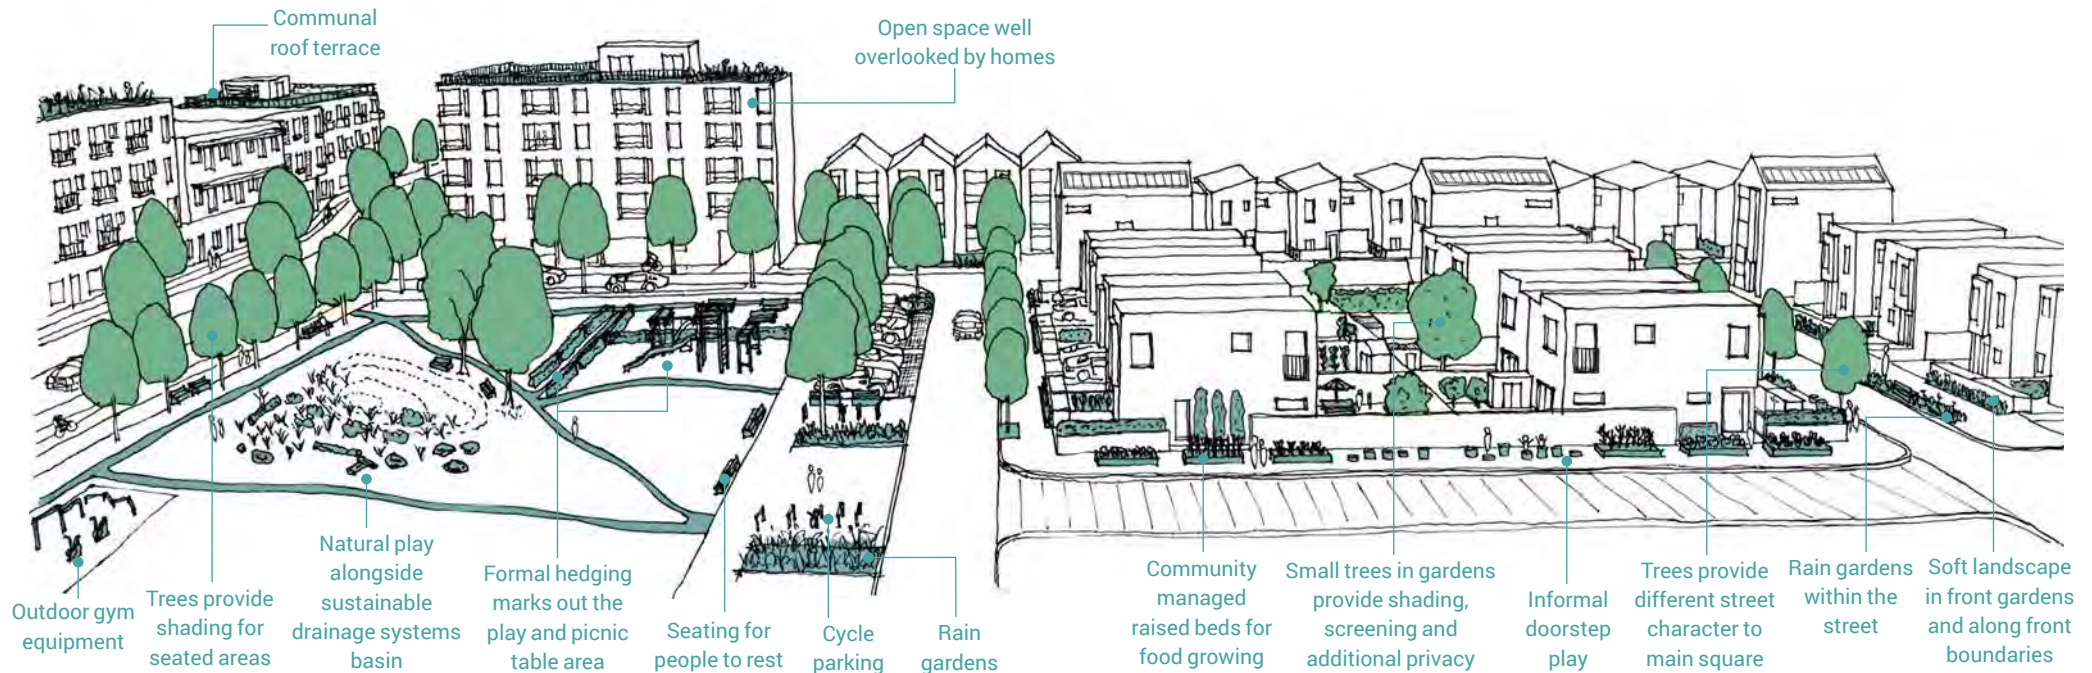 Communal
roof terrace
Open space well
overlooked by homes
Outdoor gym
equipment
Trees provide
shading for
seated areas
Natural play
alongside
sustainable
drainage systems
basin
Formal hedging
marks out the
play and picnic
table area
Seating for
people to rest
Cycle
parking
Rain
gardens
Community
managed
raised beds for
food growing
Small trees in gardens
provide shading,
screening and
additional privacy
Informal
doorstep
play
Trees provide
different street
character to
main square
Rain gardens
within the
street
Soft landscape
in front gardens
and along front
boundaries